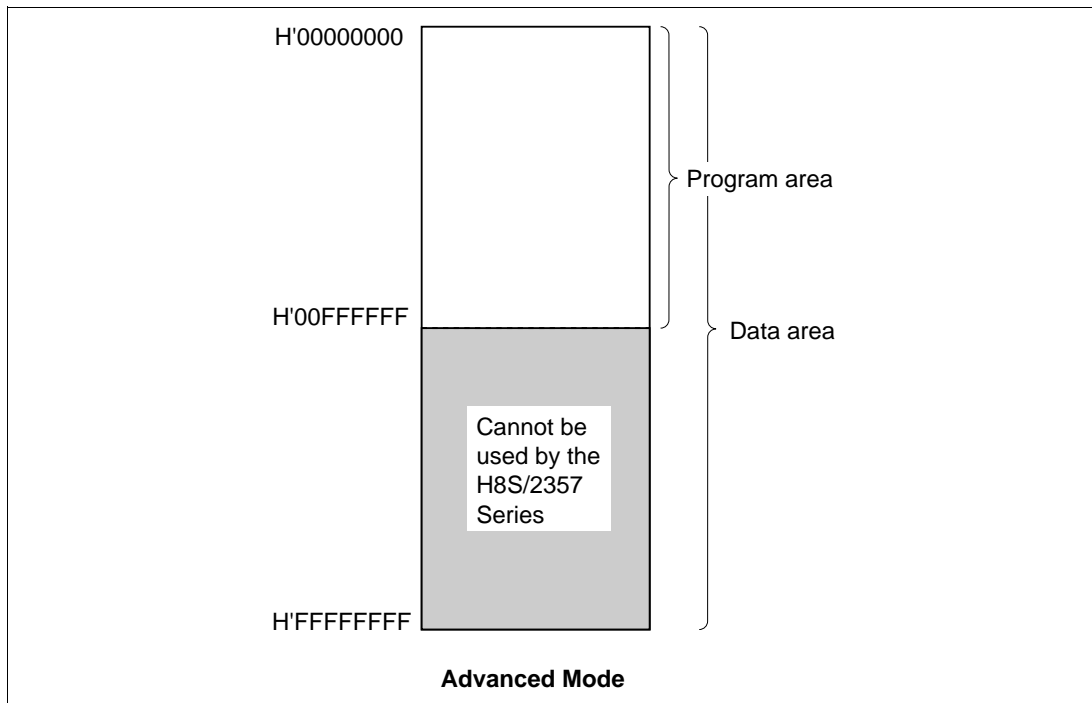 H'00000000
Program area
H'00FFFFFF
Data area
Cannot be
used by the
H8S/2357
Series
H'FFFFFFFF
Advanced Mode